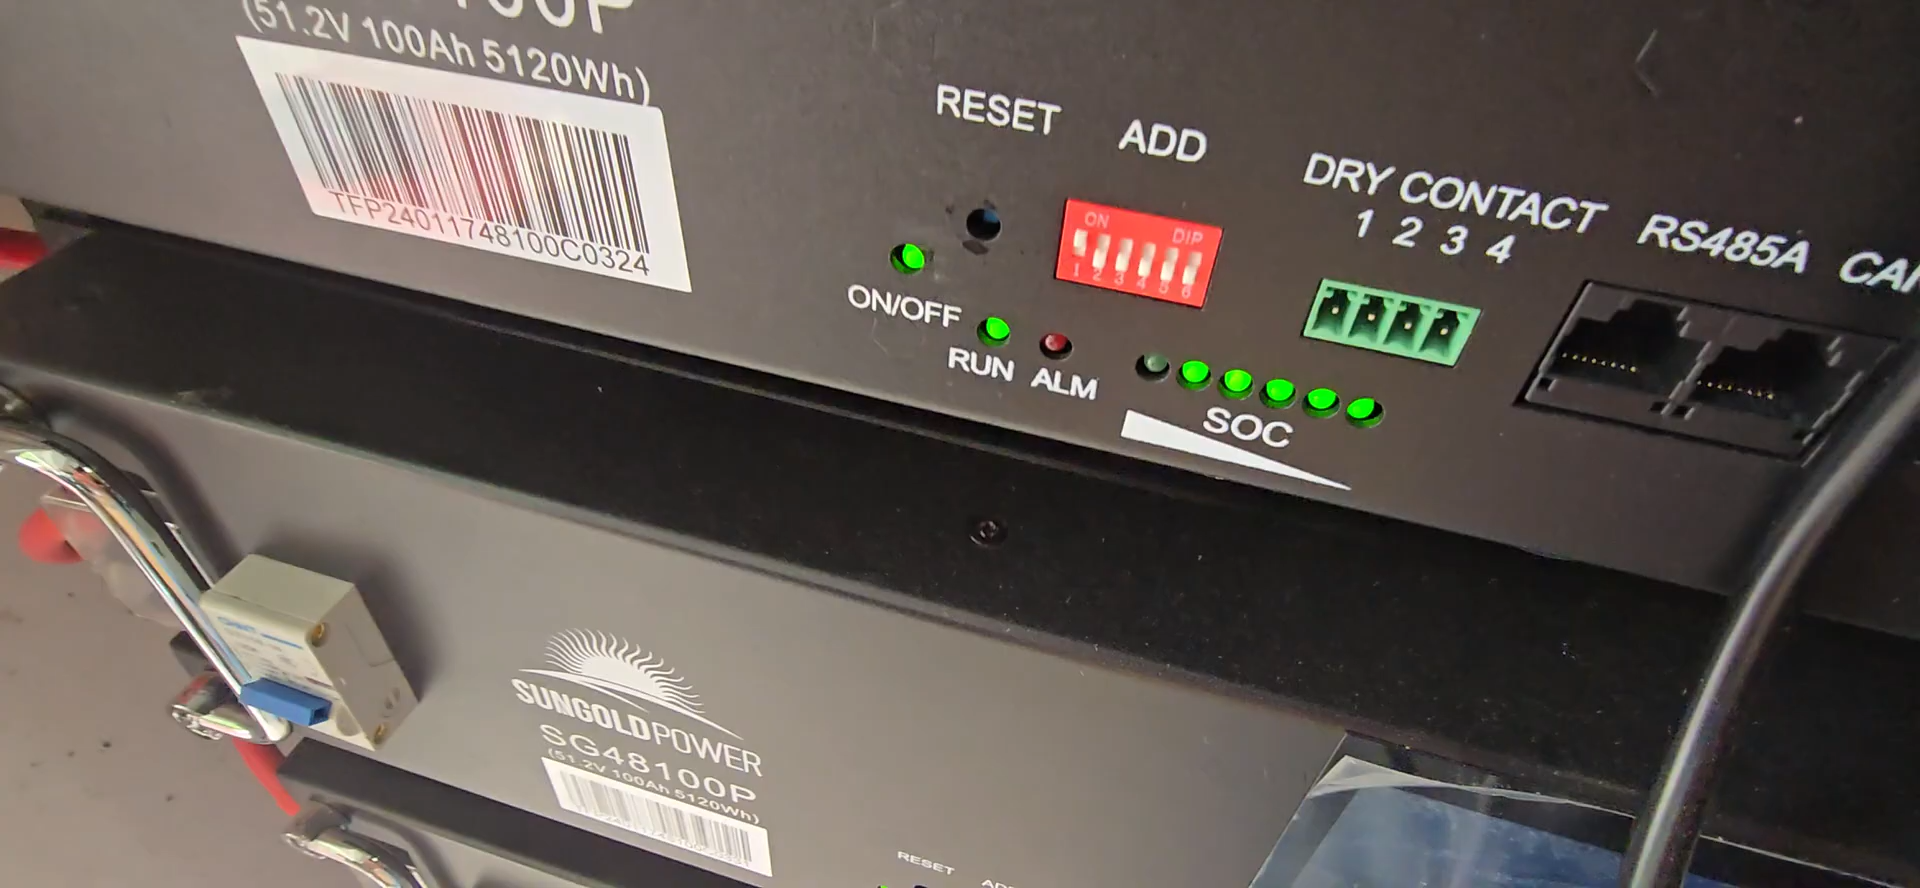 (51.2V 100Ah 5120Wh)
TFP24011748100C0324
RESET
ADD
ON
DIP
1 2 3 4 5 6
DRY CONTACT
1 2 3 4
RS485A
ON/OFF
RUN
ALM
SOC
SUNGOLDPOWER
SG48100P
(51.2V 100Ah 5120Wh)
RESET